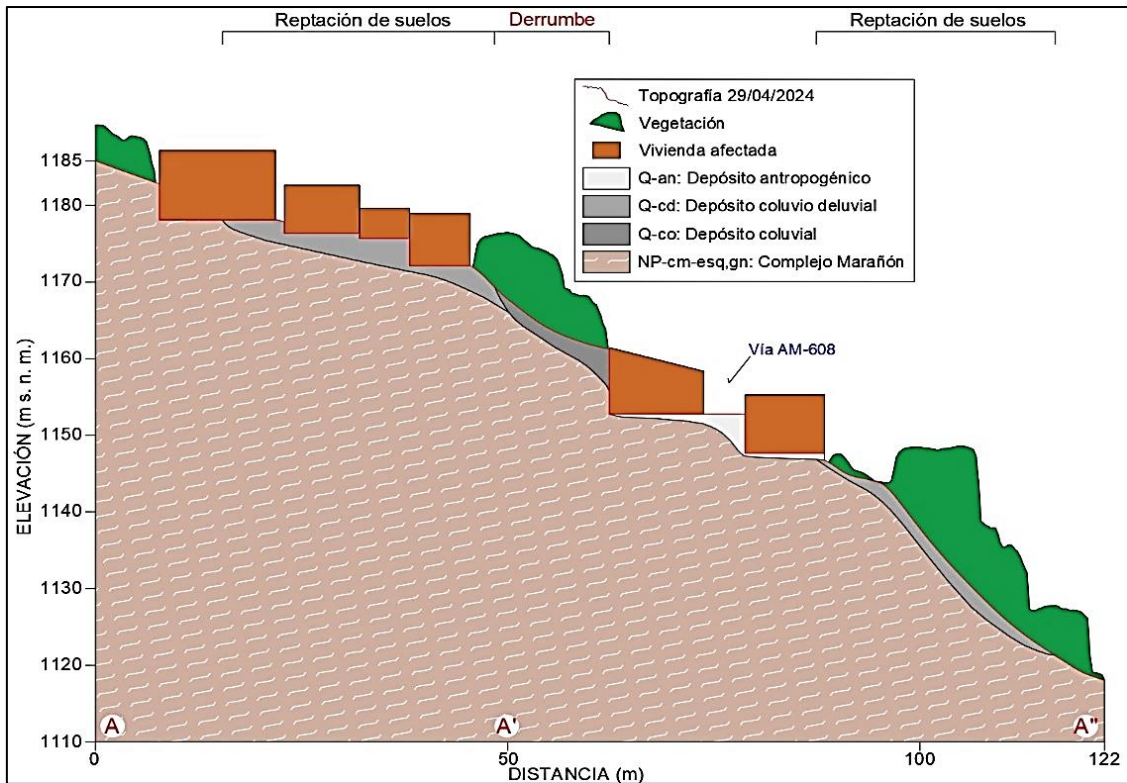 Reptación de suelos
Derrumbe
Reptación de suelos
Topografía 29/04/2024
Vegetación
Vivienda afectada
Q-an: Depósito antropogénico
Q-cd: Depósito coluvio deluvial
Q-co: Depósito coluvial
NP-cm-esq,gn: Complejo Marañón
Vía AM-608
ELEVACIÓN (m s. n. m.)
1185
1180
1170
1160
1150
1140
1130
1120
1110
A
A'
A"
0
50
100
122
DISTANCIA (m)